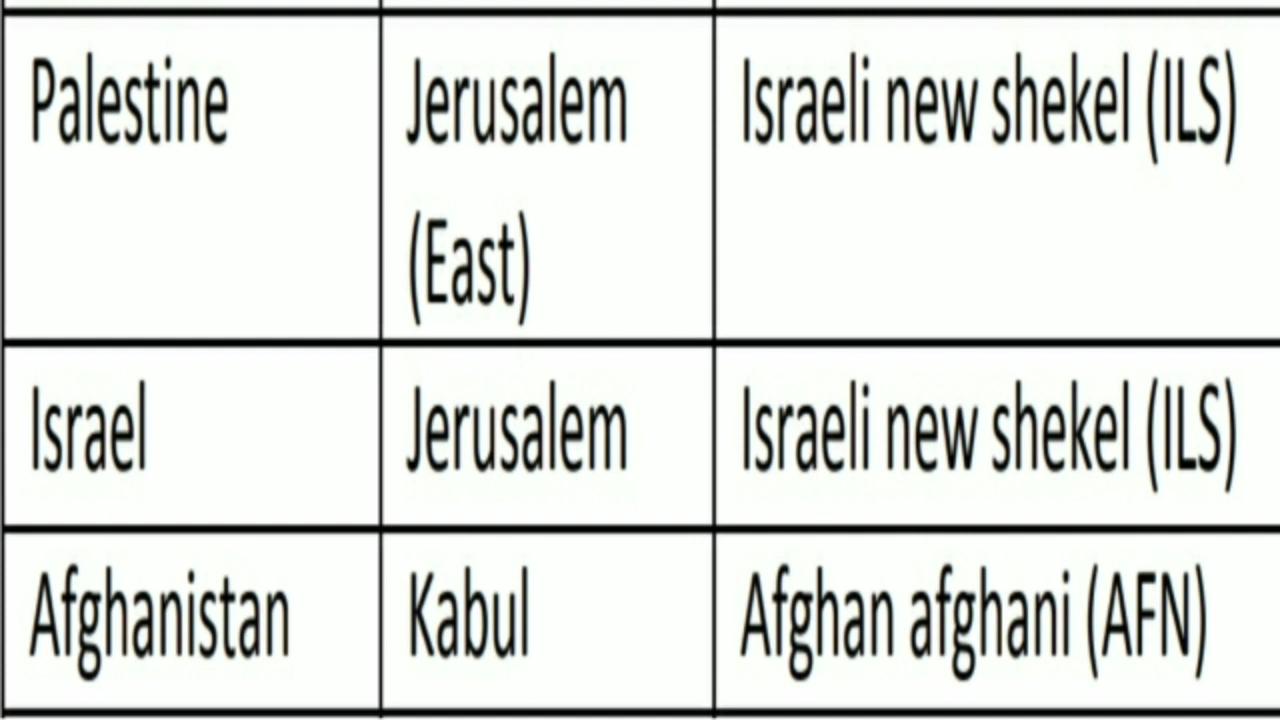 Palestine Jerusalem Israeli new shekel (ILS)
(East)
Israel Jerusalem Israeli new shekel (ILS)
Afghanistan Kabul Afghan afghani (AFN)